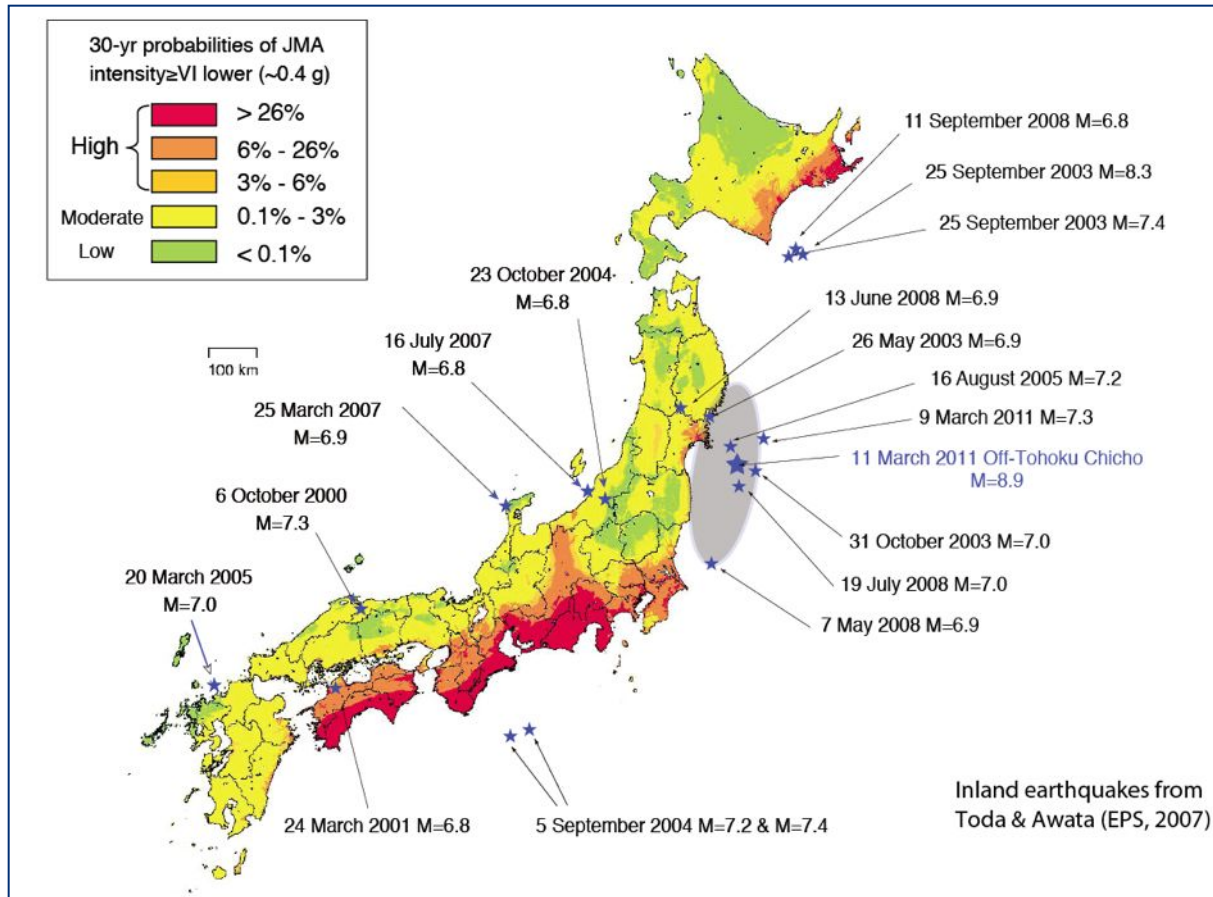 30-yr probabilities of JMA
intensity≥VI lower (~0.4 g)
High
> 26%
6% - 26%
3% - 6%
Moderate
0.1% - 3%
Low
< 0.1%
100 km
11 September 2008 M=6.8
25 September 2003 M=8.3
25 September 2003 M=7.4
23 October 2004
M=6.8
13 June 2008 M=6.9
16 July 2007
M=6.8
26 May 2003 M=6.9
16 August 2005 M=7.2
25 March 2007
M=6.9
9 March 2011 M=7.3
11 March 2011 Off-Tohoku Chicho
M=8.9
6 October 2000
M=7.3
31 October 2003 M=7.0
20 March 2005
M=7.0
19 July 2008 M=7.0
7 May 2008 M=6.9
24 March 2001 M=6.8
5 September 2004 M=7.2 & M=7.4
Inland earthquakes from
Toda & Awata (EPS, 2007)